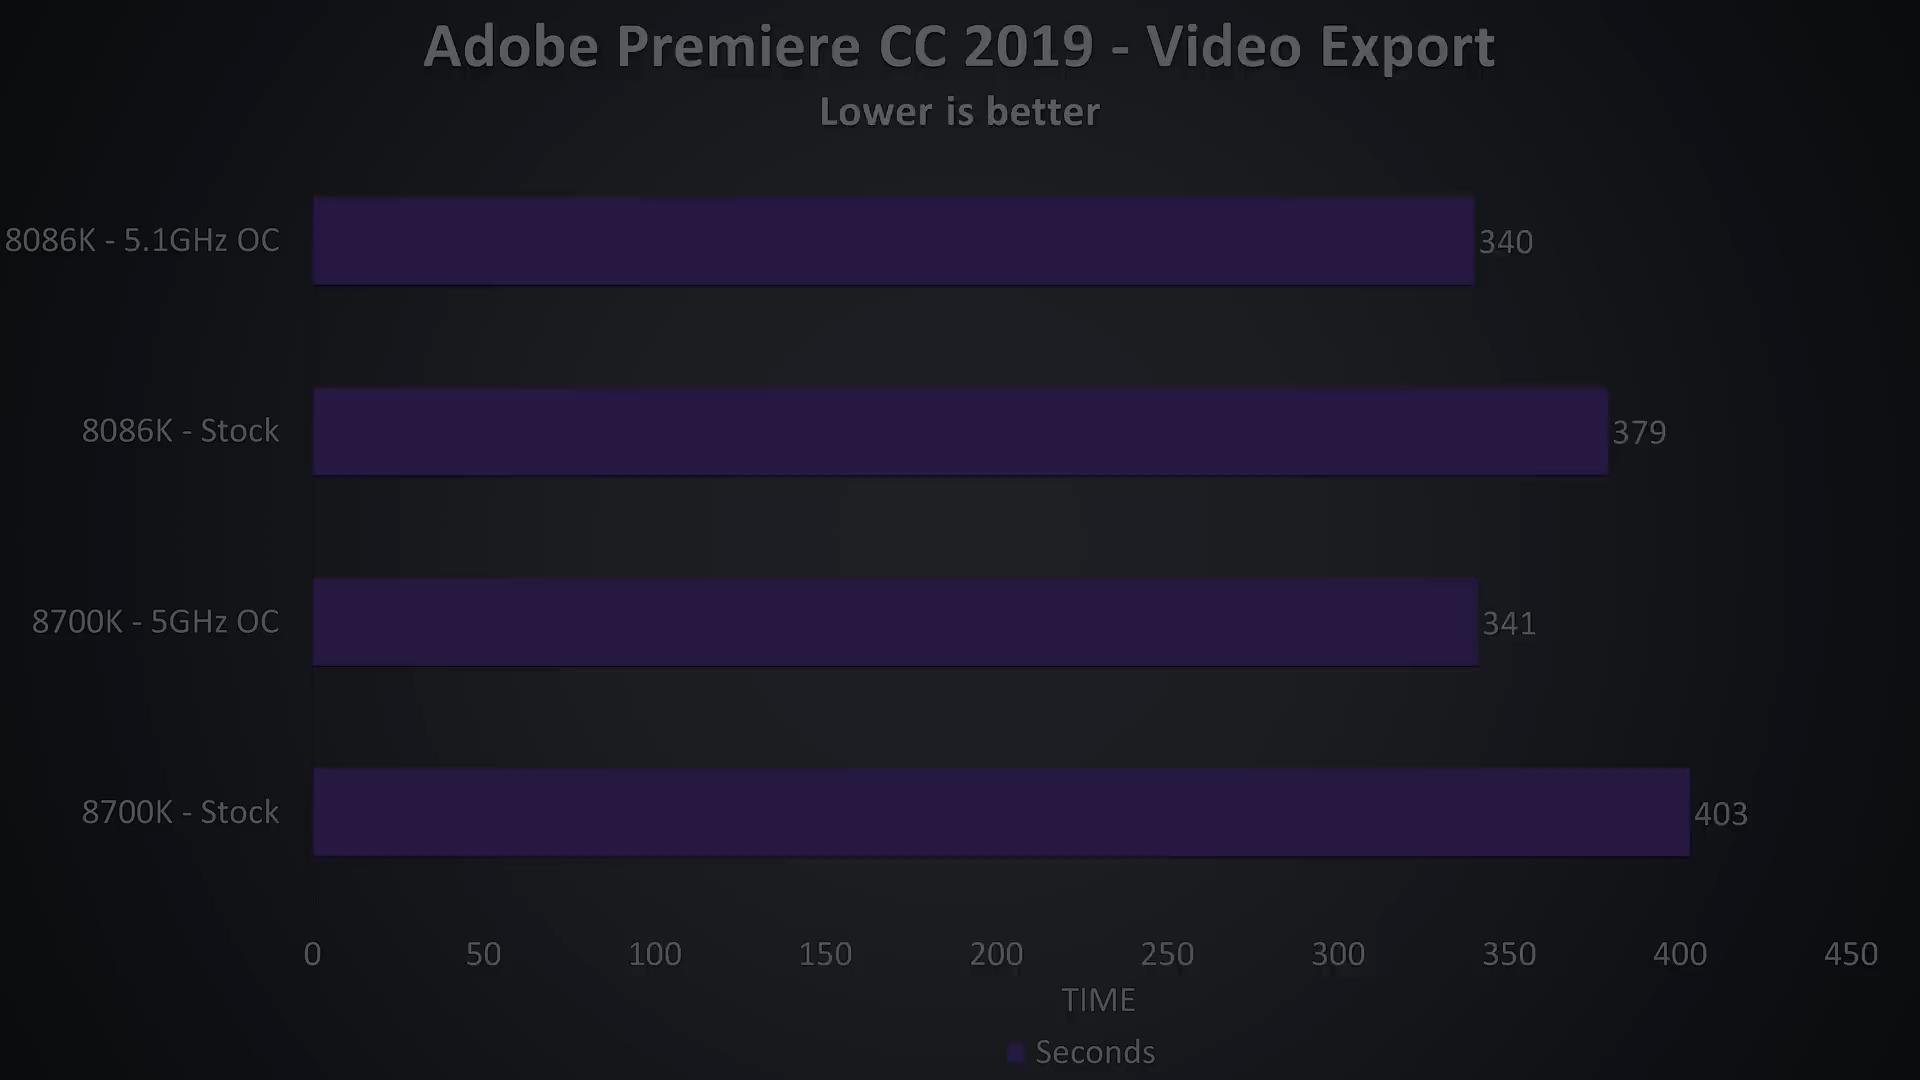 Adobe Premiere CC 2019 - Video Export
Lower is better
8086K - 5.1GHz OC
340
8086K - Stock
379
8700K - 5GHz OC
341
8700K - Stock
403
0 50 100 150 200 250 300 350 400 450
TIME
Seconds